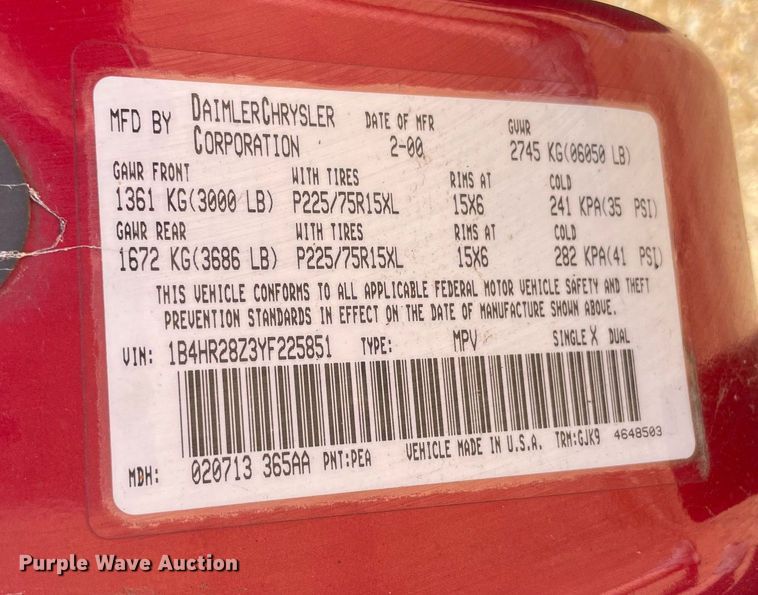 MFD BY DAIMLERCHRYSLER CORPORATION DATE OF MFR 2-00 GVWR 2745 KG(06050 LB)
GAWR FRONT WITH TIRES RIMS AT COLD
1361 KG(3000 LB) P225/75R15XL 15X6 241 KPA(35 PSI)
GAWR REAR WITH TIRES RIMS AT COLD
1672 KG(3686 LB) P225/75R15XL 15X6 282 KPA(41 PSI)
THIS VEHICLE CONFORMS TO ALL APPLICABLE FEDERAL MOTOR VEHICLE SAFETY AND THEFT
PREVENTION STANDARDS IN EFFECT ON THE DATE OF MANUFACTURE SHOWN ABOVE.
VIN: 1B4HR28Z3YF225851 TYPE: MPV SINGLE X DUAL
MDH: 020713 365AA PNT:PEA VEHICLE MADE IN U.S.A. TRM:GJK9 4648503
Purple Wave Auction